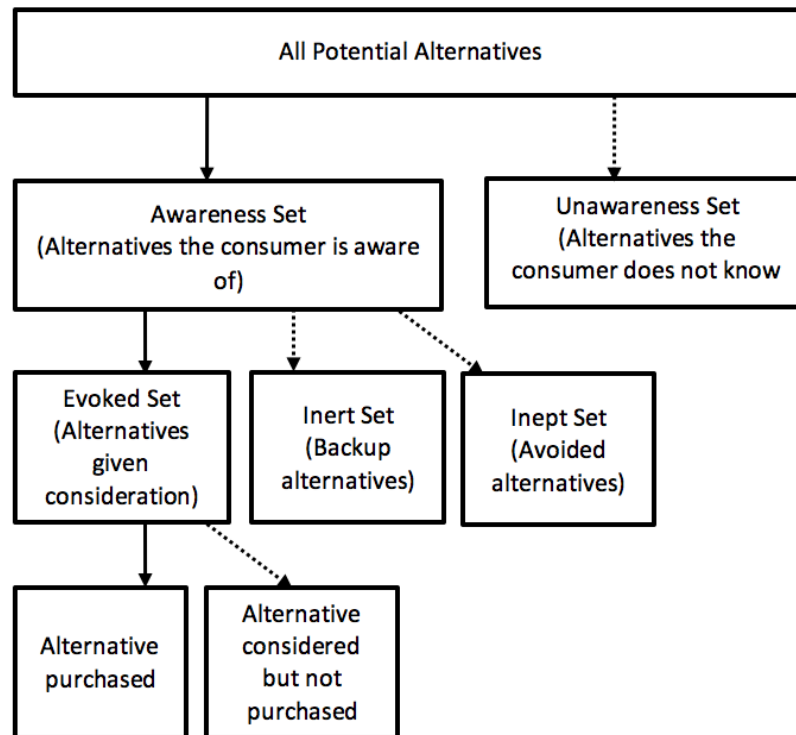 All Potential Alternatives
Awareness Set
(Alternatives the consumer is aware
of)
Unawareness Set
(Alternatives the
consumer does not know
Evoked Set
(Alternatives
given
consideration)
Inert Set
(Backup
alternatives)
Inept Set
(Avoided
alternatives)
Alternative
purchased
Alternative
considered
but not
purchased